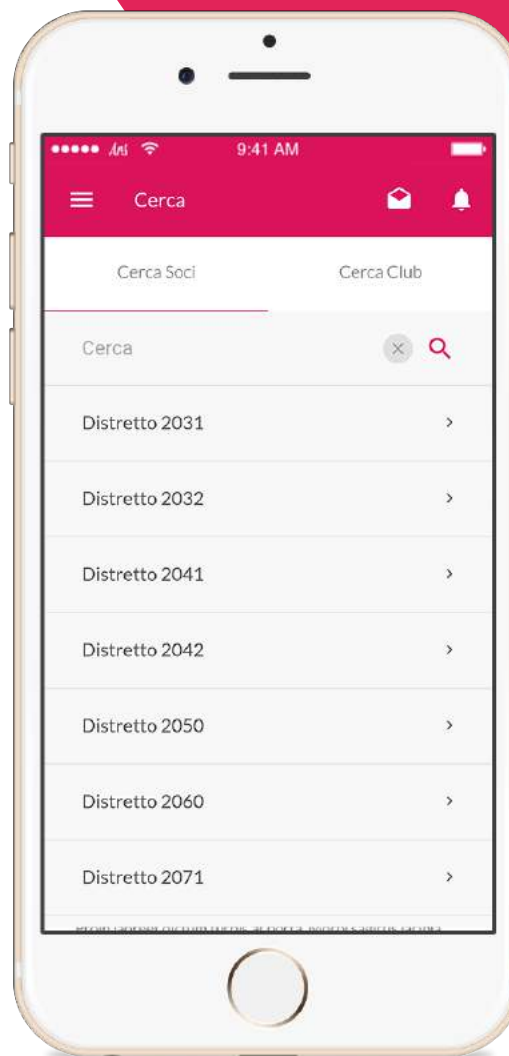 9:41 AM
Cerca
Cerca Soci
Cerca Club
Cerca
Distretto 2031
Distretto 2032
Distretto 2041
Distretto 2042
Distretto 2050
Distretto 2060
Distretto 2071